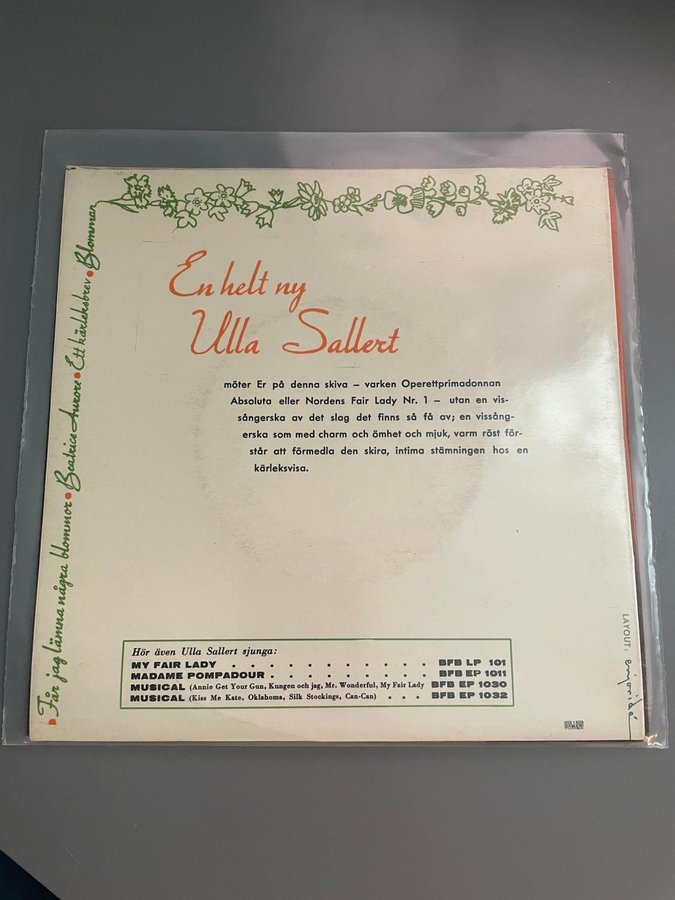 En helt ny
Ulla Sallert
möter Er på denna skiva – varken Operettprimadonnan
Absoluta eller Nordens Fair Lady Nr. 1 – utan en vis-
sångerska av det slag det finns så få av; en vissång-
erska som med charm och ömhet och mjuk, varm röst för-
står att förmedla den skira, intima stämningen hos en
kärleksvisa.
Får jag lämna några blommor • Beatrice Aurore • Ett kärleksbrev • Blomman
Hör även Ulla Sallert sjunga:
MY FAIR LADY . . . . . . . . . . . BFB LP 101
MADAME POMPADOUR . . . . . . . . . . BFB EP 1011
MUSICAL (Annie Get Your Gun, Kungen och jag, Mr. Wonderful, My Fair Lady BFB EP 1030
MUSICAL (Kiss Me Kate, Oklahoma, Silk Stockings, Can-Can) . . . BFB EP 1032
LAYOUT: